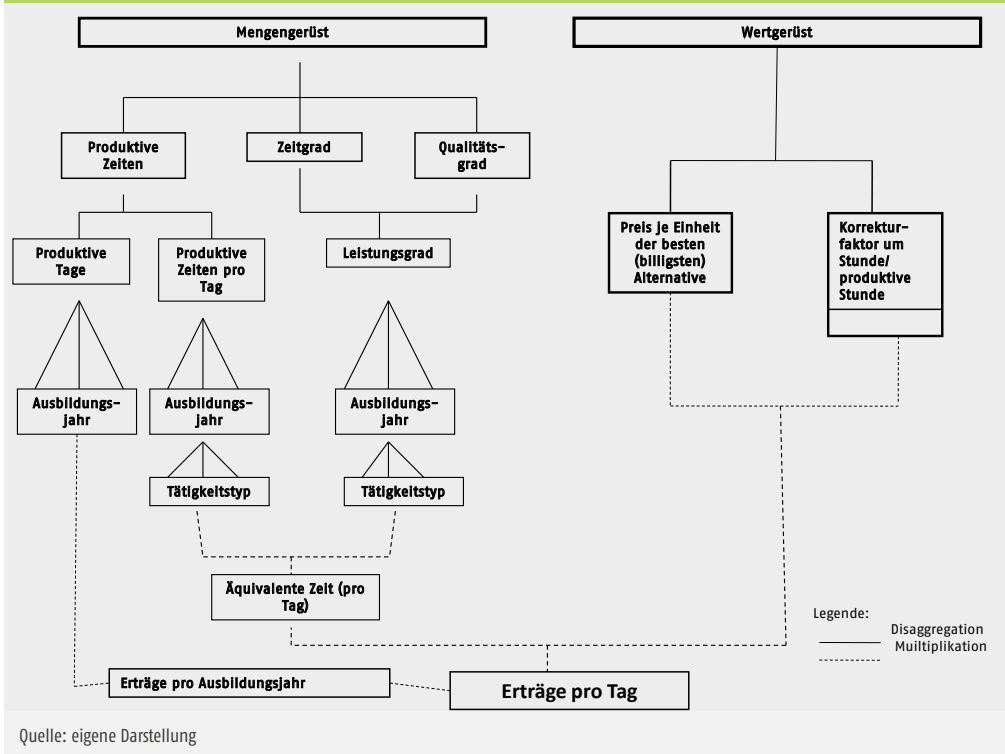 Mengengerüst
Wertgerüst
Produktive
Zeiten
Zeitgrad
Qualitäts-
grad
Produktive
Tage
Produktive
Zeiten pro
Tag
Leistungsgrad
Preis je Einheit
der besten
(billigsten)
Alternative
Korrektur-
faktor um
Stunde/
produktive
Stunde
Ausbildungs-
jahr
Ausbildungs-
jahr
Ausbildungs-
jahr
Tätigkeitstyp
Tätigkeitstyp
Äquivalente Zeit (pro
Tag)
Legende:
Disaggregation
Muiltiplikation
Erträge pro Ausbildungsjahr
Erträge pro Tag
Quelle: eigene Darstellung